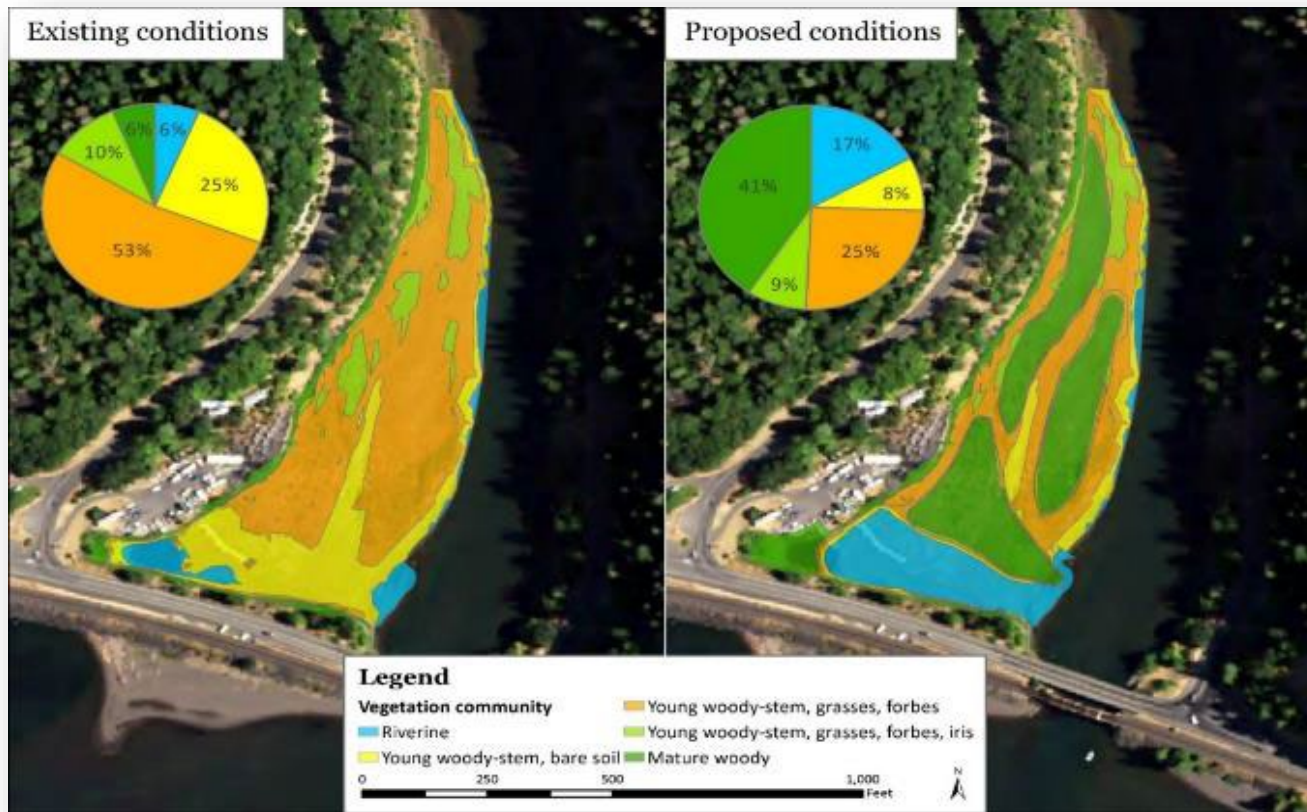 Existing conditions
Proposed conditions
6%
6%
25%
53%
10%
17%
8%
25%
9%
41%
Legend
Vegetation community
Riverine
Young woody-stem, bare soil
Young woody-stem, grasses, forbes
Young woody-stem, grasses, forbes, iris
Mature woody
0 250 500 1,000
Feet
N